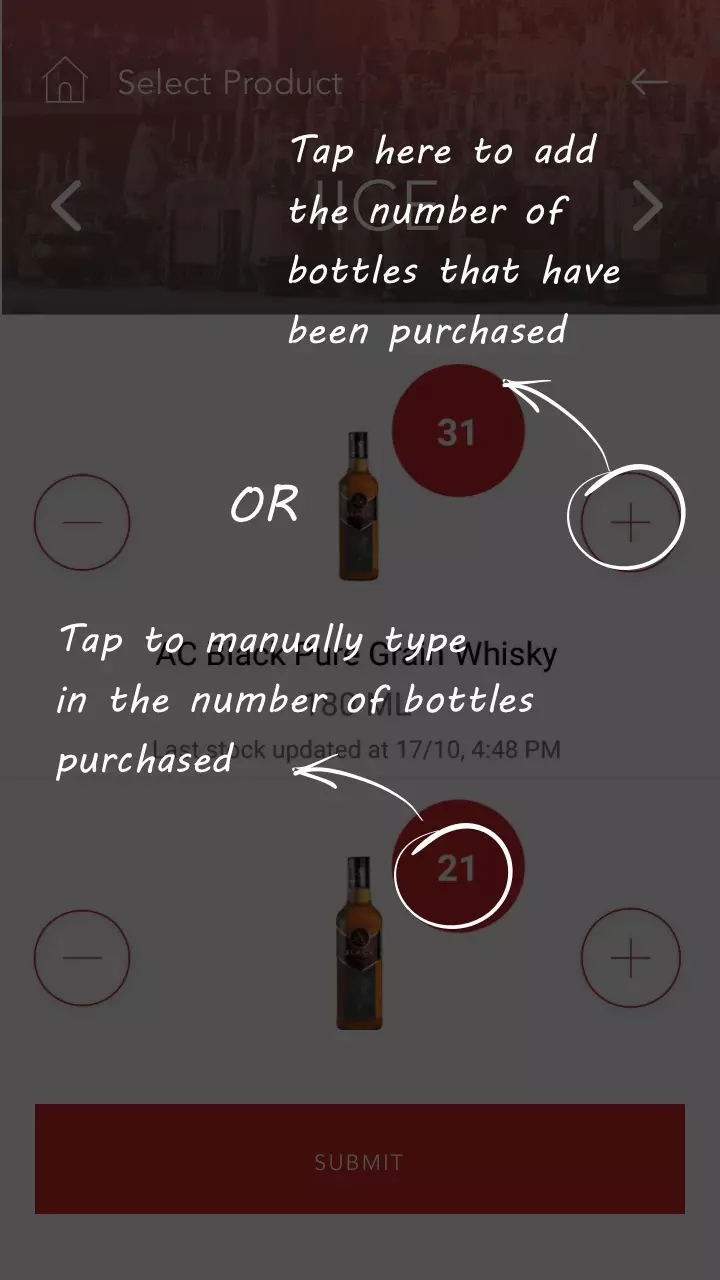 Select Product
Tap here to add
the number of
bottles that have
been purchased
31
OR
Tap to manually type
in the number of bottles
purchased
AC Black Pure Grain Whisky
180 ML
Last stock updated at 17/10, 4:48 PM
21
BLACK
SUBMIT